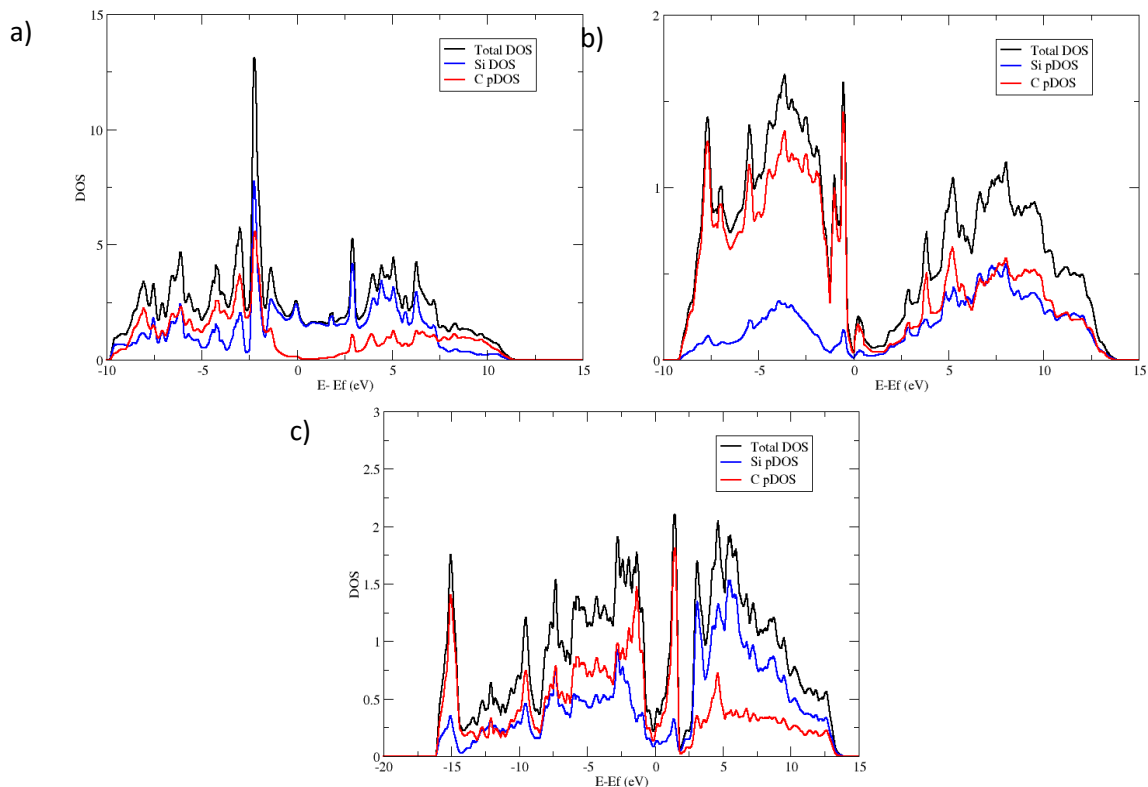 a)
15
10
5
0
DOS
Total DOS
Si DOS
C pDOS
-10
-5
0
5
10
15
E- Ef (eV)
b)
2
1
0
Total DOS
Si pDOS
C pDOS
-10
-5
0
5
10
15
E-Ef (eV)
c)
3
2.5
2
1.5
1
0.5
0
DOS
Total DOS
Si pDOS
C pDOS
-20
-15
-10
-5
0
5
10
15
E-Ef (eV)